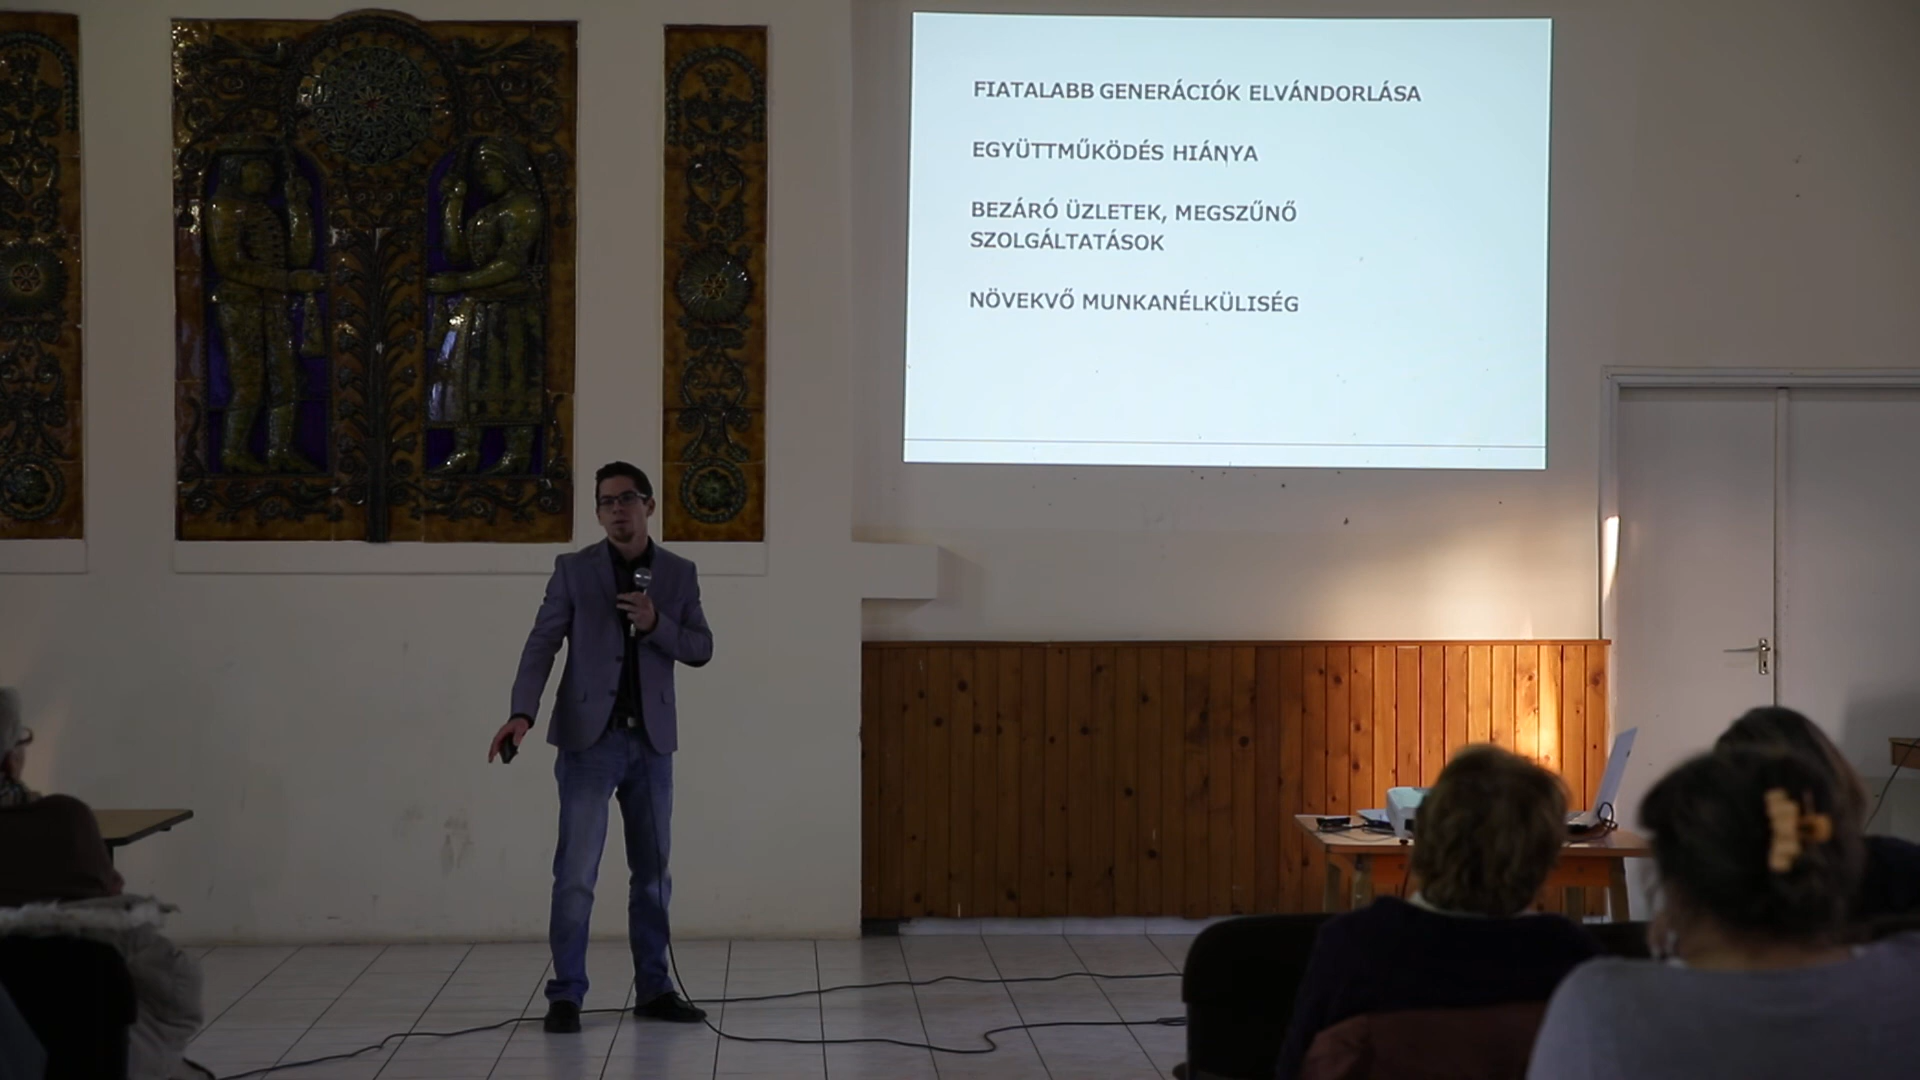 FIATALABB GENERÁCIÓK ELVÁNDORLÁSA
EGYÜTTMŰKÖDÉS HIÁNYA
BEZÁRÓ ÜZLETEK, MEGSZŰNŐ
SZOLGÁLTATÁSOK
NÖVEKVŐ MUNKANÉLKÜLISÉG